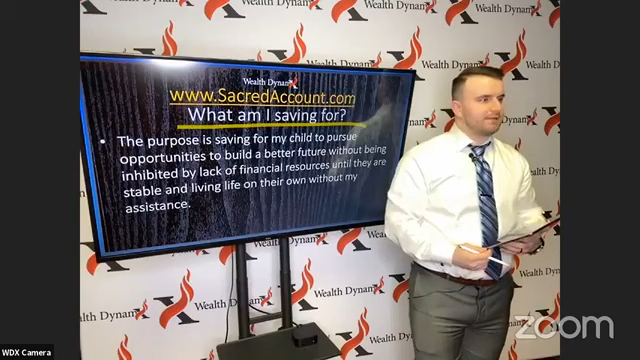 Wealth DynamX
www.SacredAccount.com
What am I saving for?
• The purpose is saving for my child to pursue
opportunities to build a better future without being
inhibited by lack of financial resources until they are
stable and living life on their own without my
assistance.
Wealth DynamX
WDX Camera
zoom